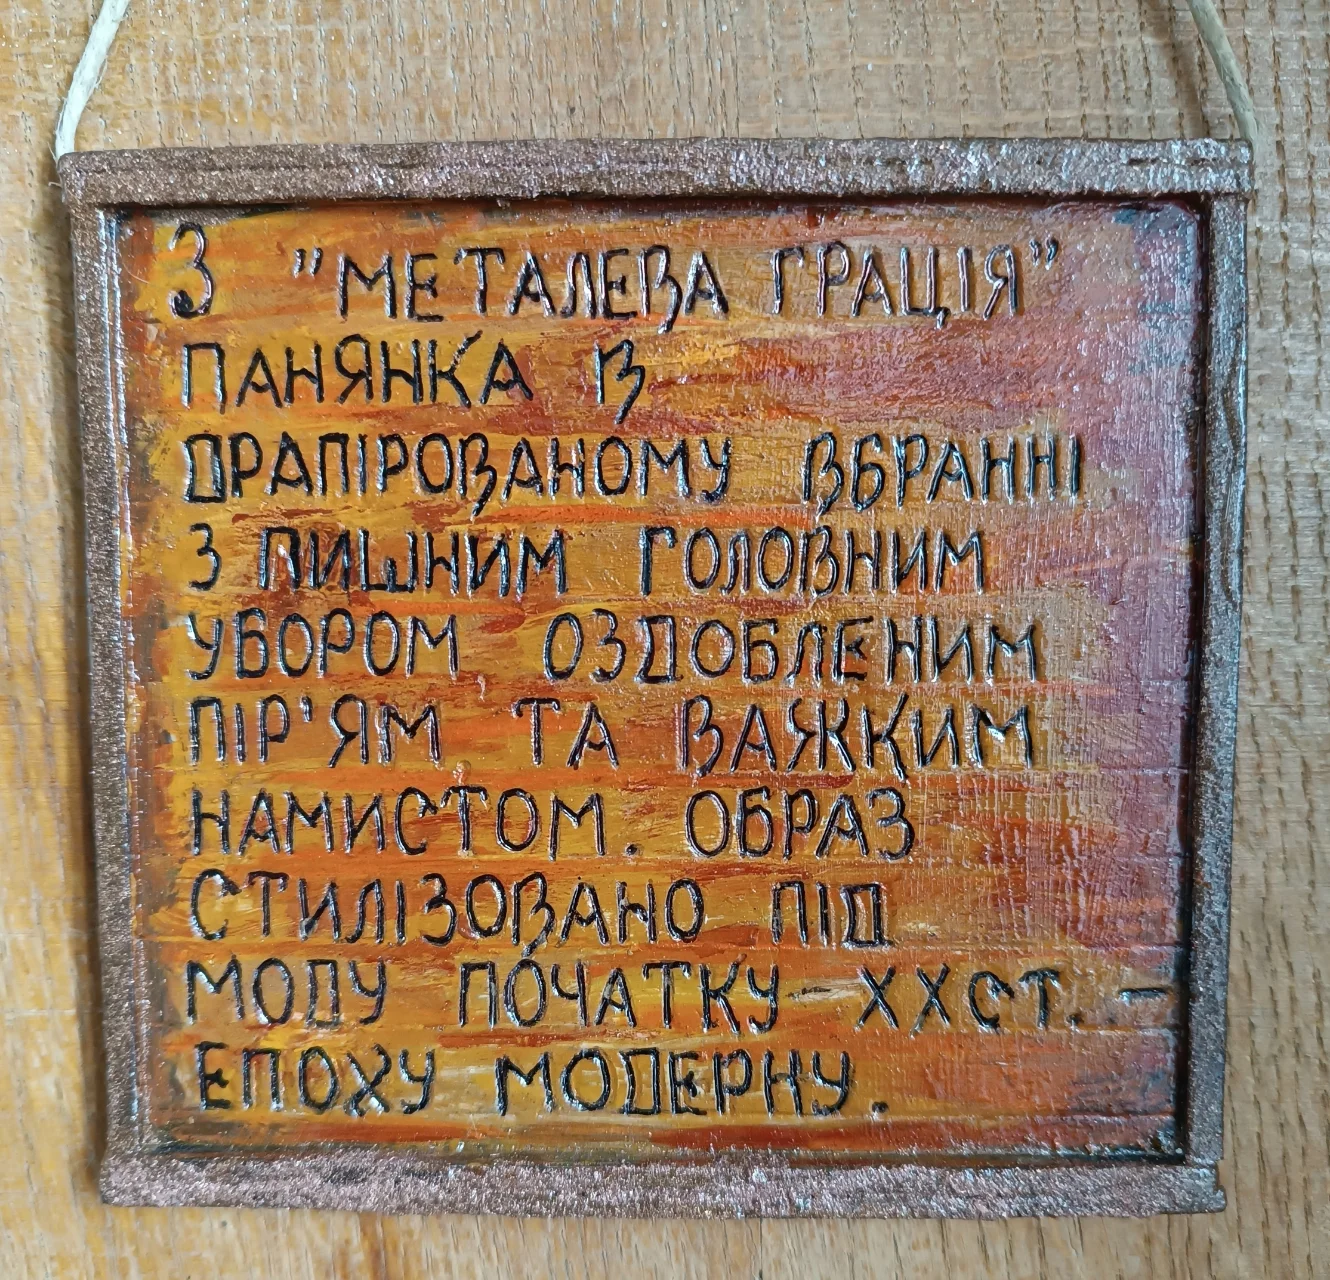 3 "МЕТАЛЕВА ГРАЦІЯ"
ПАНЯНКА В
ДРАПІРОВАНОМУ ВБРАННІ
З ПИШНИМ ГОЛОВНИМ
УБОРОМ ОЗДОБЛЕНИМ
ПІР'ЯМ ТА ВАЖКИМ
НАМИСТОМ. ОБРАЗ
СТИЛІЗОВАНО ПІД
МОДУ ПОЧАТКУ ХХСТ. -
ЕПОХУ МОДЕРНУ.